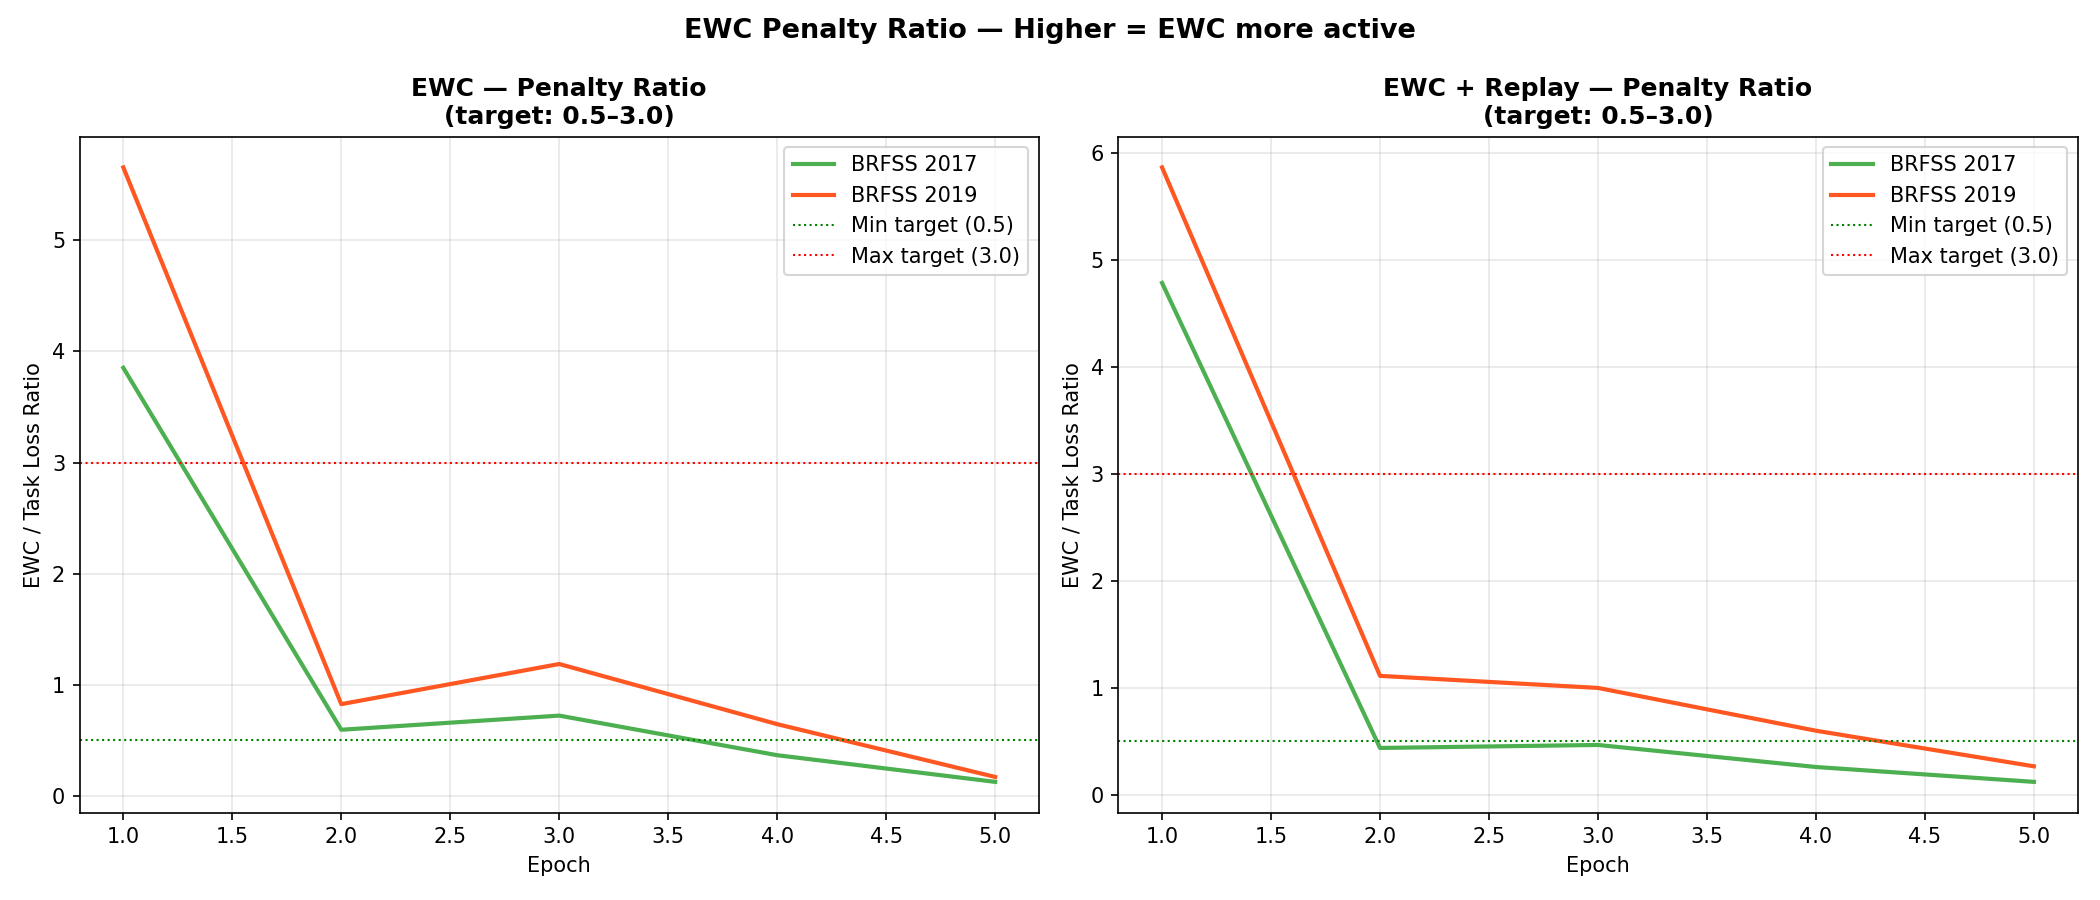 EWC Penalty Ratio — Higher = EWC more active
EWC — Penalty Ratio
(target: 0.5–3.0)
EWC / Task Loss Ratio
5
4
3
2
1
0
BRFSS 2017
BRFSS 2019
Min target (0.5)
Max target (3.0)
1.0 1.5 2.0 2.5 3.0 3.5 4.0 4.5 5.0
Epoch
EWC + Replay — Penalty Ratio
(target: 0.5–3.0)
EWC / Task Loss Ratio
6
5
4
3
2
1
0
BRFSS 2017
BRFSS 2019
Min target (0.5)
Max target (3.0)
1.0 1.5 2.0 2.5 3.0 3.5 4.0 4.5 5.0
Epoch